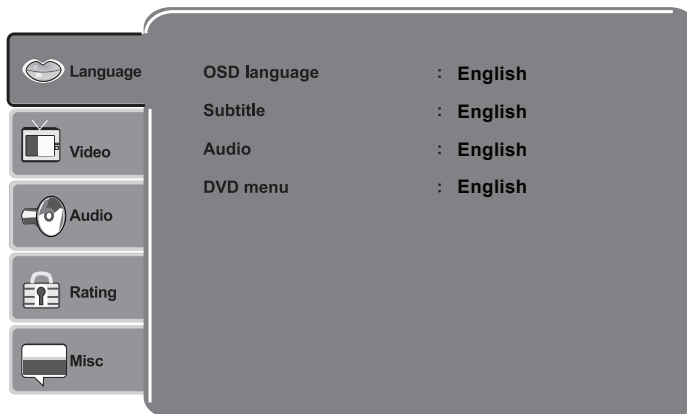 Language
Video
Audio
Rating
Misc
OSD language : English
Subtitle : English
Audio : English
DVD menu : English